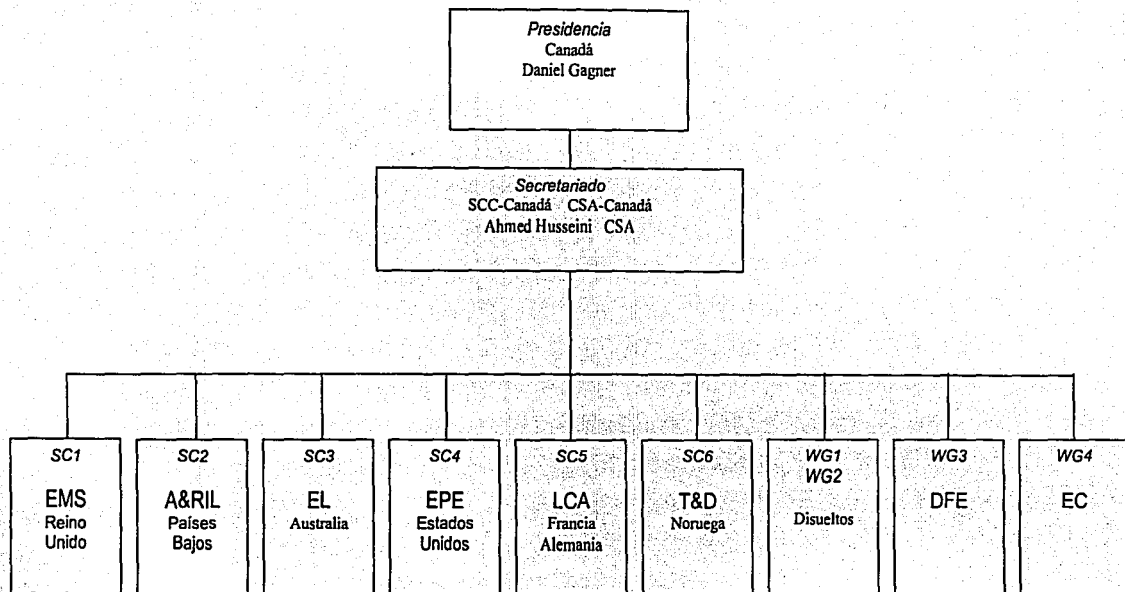 Presidencia
Canadá
Daniel Gagner
Secretariado
SCC-Canadá CSA-Canadá
Ahmed Husseini CSA
SC1
EMS
Reino
Unido
SC2
A&RIL
Países
Bajos
SC3
EL
Australia
SC4
EPE
Estados
Unidos
SC5
LCA
Francia
Alemania
SC6
T&D
Noruega
WG1
WG2
Disueltos
WG3
DFE
WG4
EC